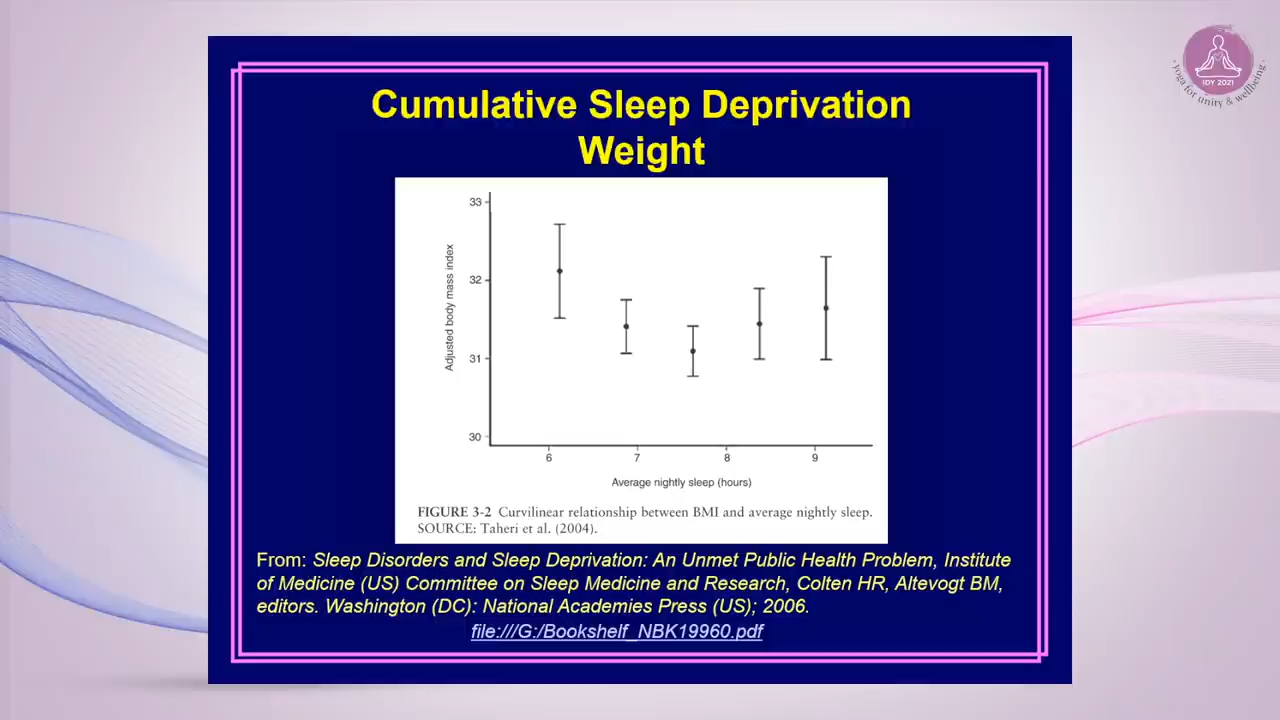 Cumulative Sleep Deprivation
Weight
33
32
31
30
Adjusted body mass index
6 7 8 9
Average nightly sleep (hours)
FIGURE 3-2 Curvilinear relationship between BMI and average nightly sleep.
SOURCE: Taheri et al. (2004).
From: Sleep Disorders and Sleep Deprivation: An Unmet Public Health Problem, Institute
of Medicine (US) Committee on Sleep Medicine and Research, Colten HR, Altevogt BM,
editors. Washington (DC): National Academies Press (US); 2006.
file:///G:/Bookshelf_NBK19960.pdf
IDY 2021
· yoga for unity & wellbeing ·